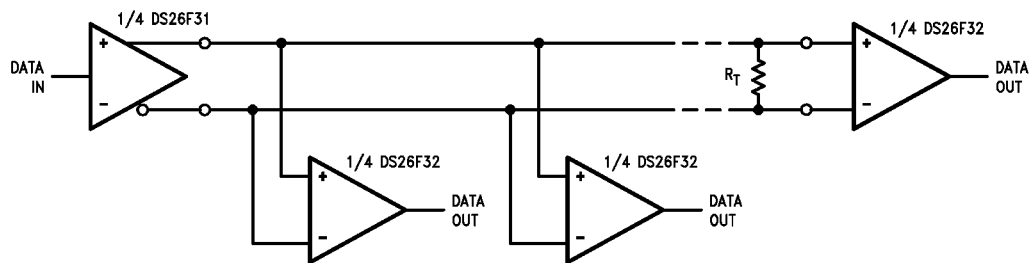 1/4 DS26F31
1/4 DS26F32
+
+
DATA
IN
RT
DATA
OUT
−
−
1/4 DS26F32
1/4 DS26F32
+
+
DATA
OUT
DATA
OUT
−
−